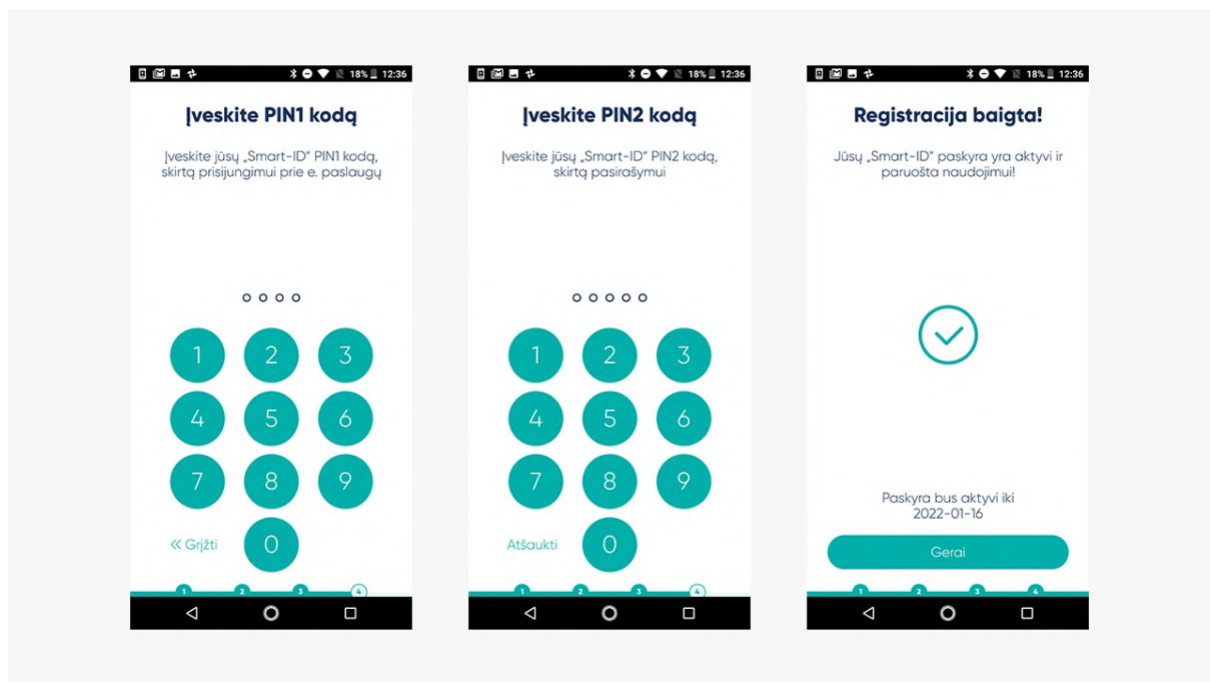 18% 12:36
Įveskite PIN1 kodą
Įveskite jūsų „Smart-ID“ PIN1 kodą,
skirtą prisijungimui prie e. paslaugų
1 2 3
4 5 6
7 8 9
« Grįžti 0
1 2 3 4
18% 12:36
Įveskite PIN2 kodą
Įveskite jūsų „Smart-ID“ PIN2 kodą,
skirtą pasirašymui
1 2 3
4 5 6
7 8 9
Atšaukti 0
1 2 3 4
18% 12:36
Registracija baigta!
Jūsų „Smart-ID“ paskyra yra aktyvi ir
paruošta naudojimui!
Paskyra bus aktyvi iki
2022-01-16
Gerai
1 2 3 4